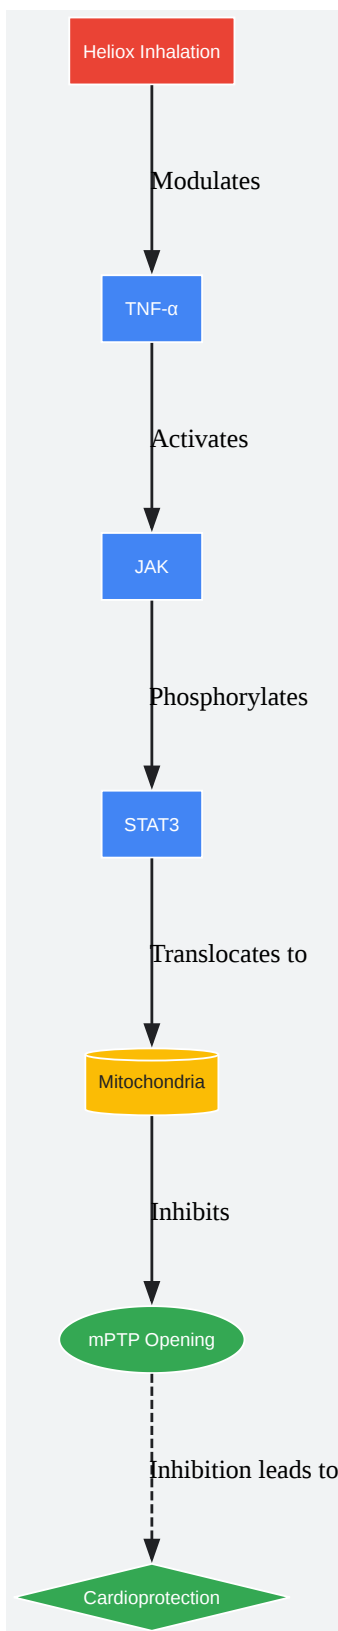 Heliox Inhalation
Modulates
TNF-α
Activates
JAK
Phosphorylates
STAT3
Translocates to
Mitochondria
Inhibits
mPTP Opening
Inhibition leads to
Cardioprotection